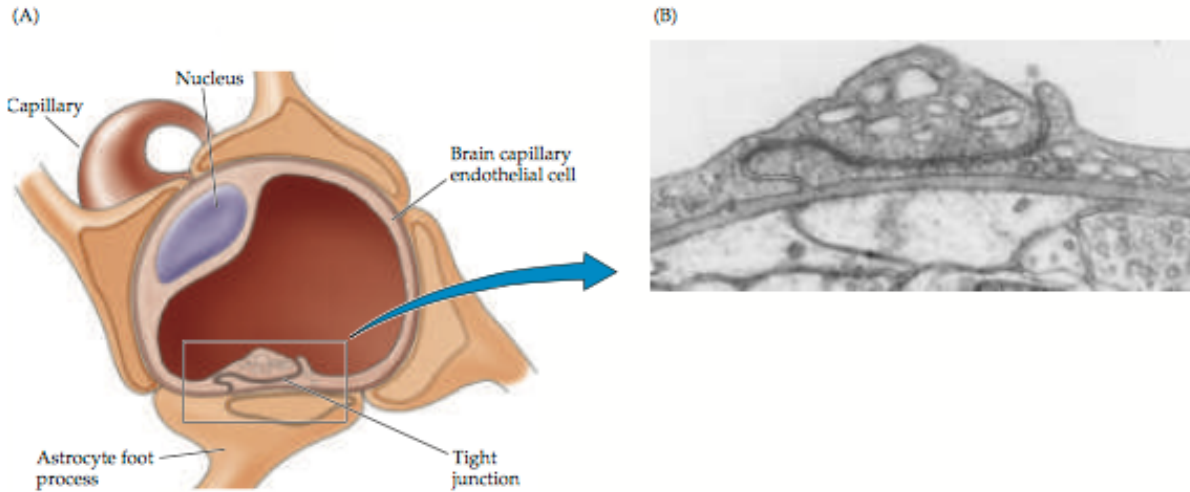 (A)
(B)
Nucleus
Capillary
Brain capillary
endothelial cell
Astrocyte foot
process
Tight
junction